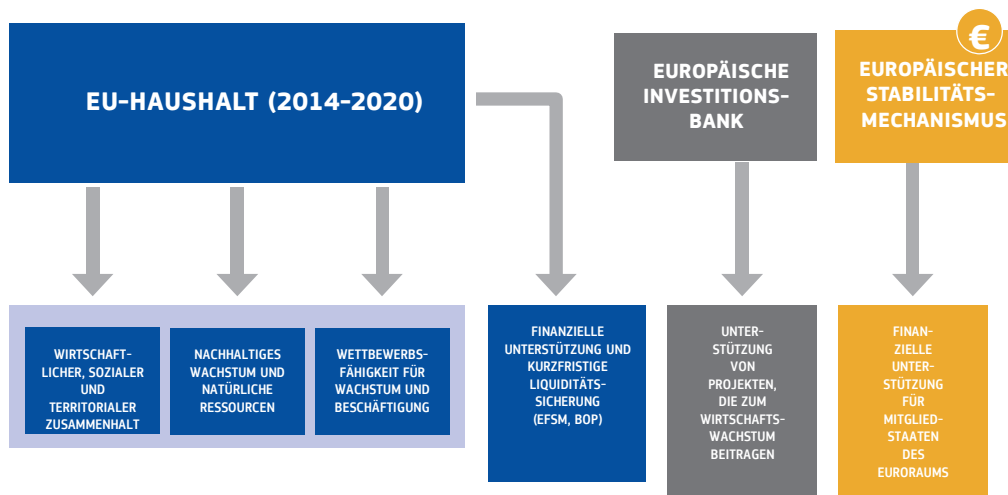 EU-HAUSHALT (2014-2020)
EUROPÄISCHE
INVESTITIONS-
BANK
€
EUROPÄISCHER
STABILITÄTS-
MECHANISMUS
WIRTSCHAFT-
LICHER, SOZIALER
UND
TERRITORIALER
ZUSAMMENHALT
NACHHALTIGES
WACHSTUM UND
NATÜRLICHE
RESSOURCEN
WETTBEWERBS-
FÄHIGKEIT FÜR
WACHSTUM UND
BESCHÄFTIGUNG
FINANZIELLE
UNTERSTÜTZUNG UND
KURZFRISTIGE
LIQUIDITÄTS-
SICHERUNG
(EFSM, BOP)
UNTER-
STÜTZUNG
VON
PROJEKTEN,
DIE ZUM
WIRTSCHAFTS-
WACHSTUM
BEITRAGEN
FINAN-
ZIELLE
UNTER-
STÜTZUNG
FÜR
MITGLIED-
STAATEN
DES
EURORAUMS